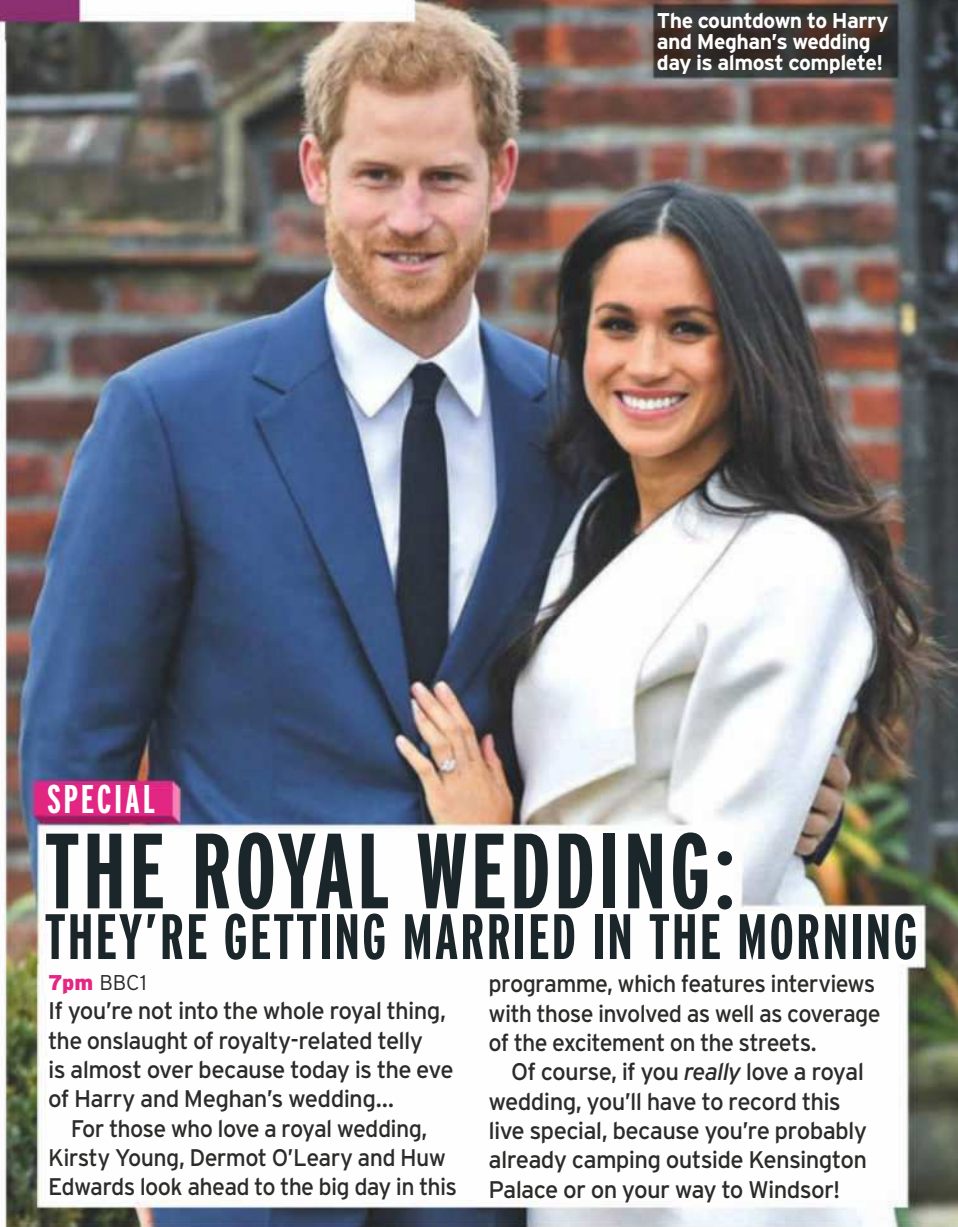 The countdown to Harry
and Meghan's wedding
day is almost complete!
SPECIAL
THE ROYAL WEDDING:
THEY'RE GETTING MARRIED IN THE MORNING
7pm BBC1
If you're not into the whole royal thing,
the onslaught of royalty-related telly
is almost over because today is the eve
of Harry and Meghan's wedding...
For those who love a royal wedding,
Kirsty Young, Dermot O'Leary and Huw
Edwards look ahead to the big day in this
programme, which features interviews
with those involved as well as coverage
of the excitement on the streets.
Of course, if you really love a royal
wedding, you'll have to record this
live special, because you're probably
already camping outside Kensington
Palace or on your way to Windsor!